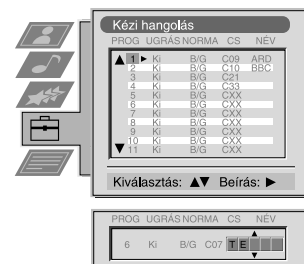 Kézi hangolás
PROG UGRÁS NORMA CS NÉV
▲ 1 ► Ki B/G C09 ARD
2 Ki B/G C10 BBC
3 Ki B/G C21
4 Ki B/G C33
5 Ki B/G CXX
6 Ki B/G CXX
7 Ki B/G CXX
8 Ki B/G CXX
9 Ki B/G CXX
10 Ki B/G CXX
▼ 11 Ki B/G CXX
Kiválasztás: ▲▼ Beírás: ►
PROG UGRÁS NORMA CS NÉV
6 Ki B/G C07 T E